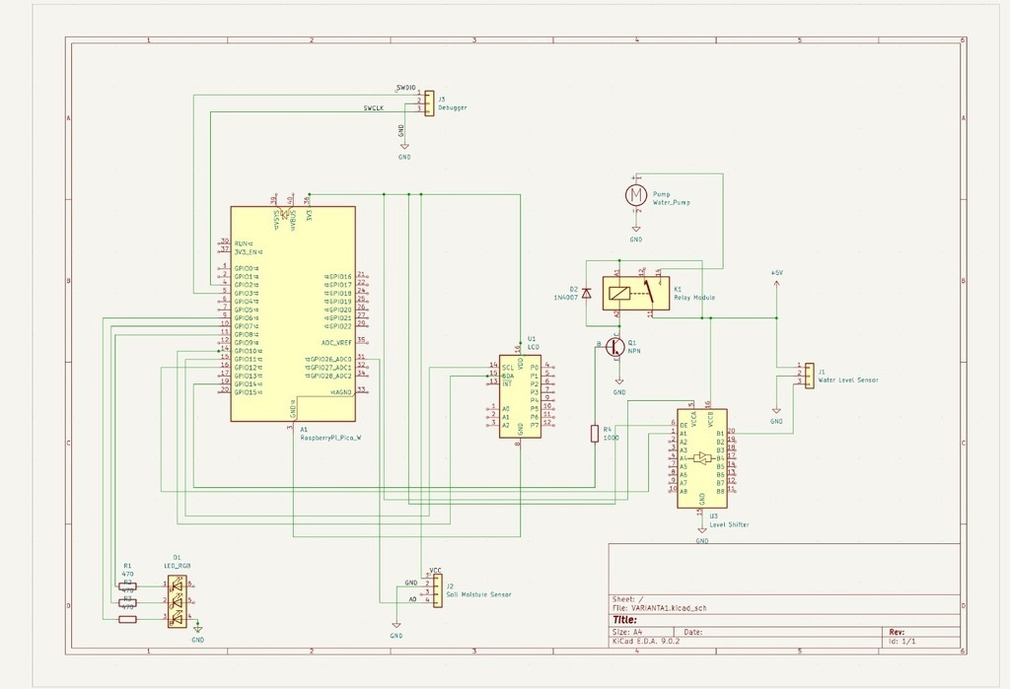 1 2 3 4 5 6
A
B
C
D
SWDIO
SWCLK
GND
J3
Debugger
GND
Pump
Water_Pump
GND
VSYS
VBUS
3V3
RUN
3V3_EN
GPIO0
GPIO1
GPIO2
GPIO3
GPIO4
GPIO5
GPIO6
GPIO7
GPIO8
GPIO9
GPIO10
GPIO11
GPIO12
GPIO13
GPIO14
GPIO15
GPIO16
GPIO17
GPIO18
GPIO19
GPIO20
GPIO21
GPIO22
ADC_VREF
GPIO26_ADC0
GPIO27_ADC1
GPIO28_ADC2
AGND
GND
A1
RaspberryPi_Pico_W
D2
1N4007
K1
Relay Module
Q1
NPN
GND
+5V
J1
Water Level Sensor
GND
U1
LCD
VDD
SCL
SDA
INT
A0
A1
A2
P0
P1
P2
P3
P4
P5
P6
P7
GND
R4
1000
VCCA
VCCB
OE
A1
A2
A3
A4
A5
A6
A7
A8
B1
B2
B3
B4
B5
B6
B7
B8
GND
U3
Level Shifter
GND
D1
LED_RGB
R1
470
R2
470
R3
470
GND
VCC
GND
AO
J2
Soil Moisture Sensor
GND
Sheet: /
File: VARIANTA1.kicad_sch
Title:
Size: A4
Date:
Rev:
KiCad E.D.A. 9.0.2
Id: 1/1
1 2 3 4 5 6